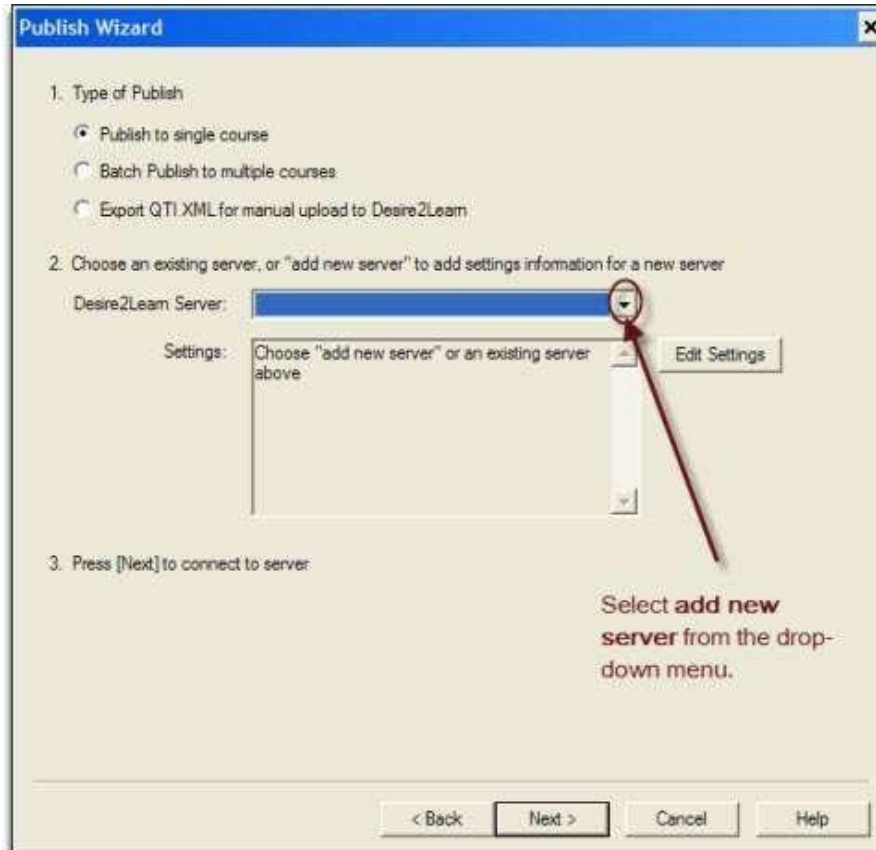 Publish Wizard
1. Type of Publish
Publish to single course
Batch Publish to multiple courses
Export QTI XML for manual upload to Desire2Learn
2. Choose an existing server, or "add new server" to add settings information for a new server
Desire2Learn Server:
Settings:
Choose "add new server" or an existing server
above
Edit Settings
3. Press [Next] to connect to server
Select add new
server from the drop-
down menu.
< Back
Next >
Cancel
Help